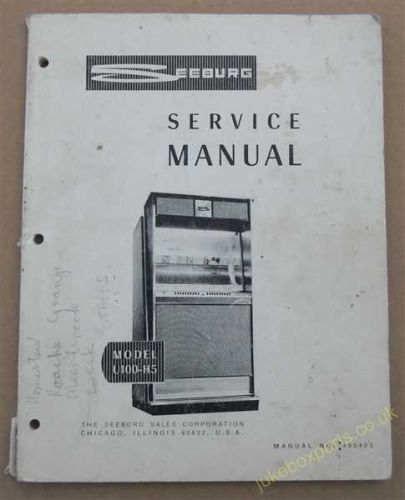 SEEBURG
SERVICE
MANUAL
MODEL
U100-H5
THE SEEBURG SALES CORPORATION
CHICAGO, ILLINOIS 60622, U.S.A.
MANUAL NO.
jukeboxparts.co.uk